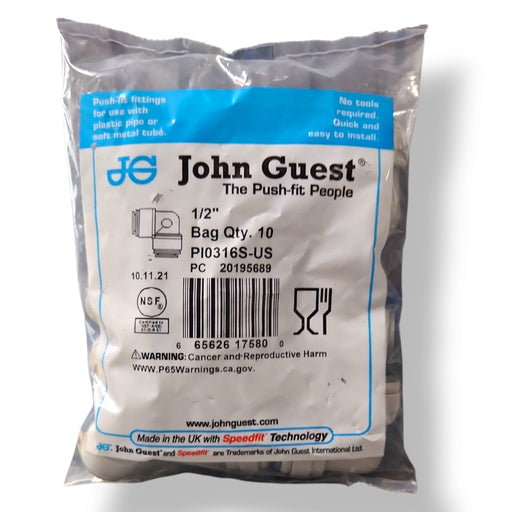 Push-fit fittings
for use with
plastic pipe or
soft metal tube.
No tools
required.
Quick and
easy to install.
JG John Guest®
The Push-fit People
1/2"
Bag Qty. 10
PI0316S-US
PC 20195689
10.11.21
NSF®
Certified to
6 65626 17580 0
⚠WARNING: Cancer and Reproductive Harm
www.P65Warnings.ca.gov.
www.johnguest.com
Made in the UK with Speedfit® Technology
JG, John Guest® and Speedfit® are Trademarks of John Guest International Ltd.